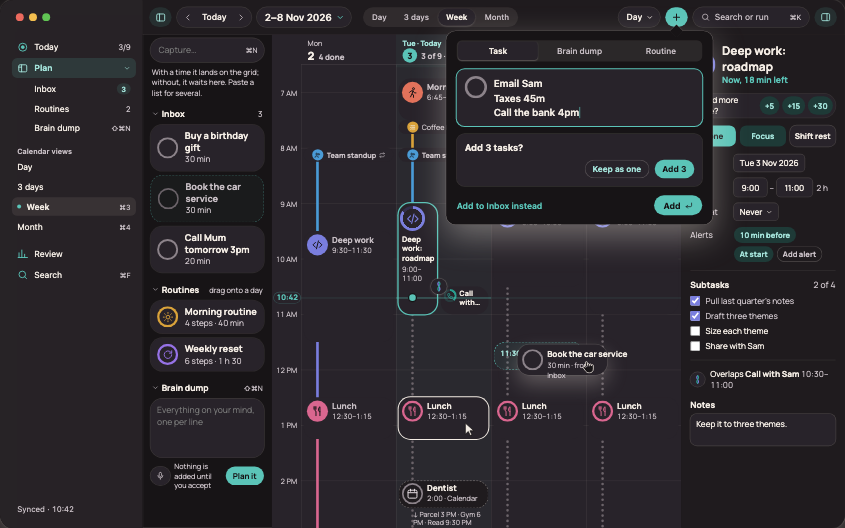 Today
2–8 Nov 2026
Day
3 days
Week
Month
Day
Search or run
⌘K
Today
3/9
Plan
Inbox
3
Routines
2
Brain dump
⇧⌘N
Calendar views
Day
3 days
Week
⌘3
Month
⌘4
Review
Search
⌘F
Synced · 10:42
Capture...
⌘N
With a time it lands on the grid;
without, it waits here. Paste a
list for several.
Inbox
3
Buy a birthday
gift
30 min
Book the car
service
30 min
Call Mum
tomorrow 3pm
20 min
Routines
drag onto a day
Morning routine
4 steps · 40 min
Weekly reset
6 steps · 1 h 30
Brain dump
⇧⌘N
Everything on your mind,
one per line
Nothing is
added until
you accept
Plan it
Mon
2 4 done
Tue · Today
3 3 of 9
7 AM
8 AM
9 AM
10 AM
10:42
11 AM
12 PM
1 PM
2 PM
Team standup
Deep work
9:30–11:30
Lunch
12:30–1:15
6:45–
Coffee
Team s
Deep
work:
roadmap
9:00–
11:00
Call
with...
Lunch
12:30–1:15
Dentist
2:00 · Calendar
Parcel 3 PM · Gym 6
PM · Read 9:30 PM
Book the car service
30 min
Inbox
Lunch
12:30–1:15
Lunch
12:30–1:15
Task
Brain dump
Routine
Email Sam
Taxes 45m
Call the bank 4pm
Add 3 tasks?
Keep as one
Add 3
Add to Inbox instead
Add
Deep work:
roadmap
Now, 18 min left
+5
+15
+30
Focus
Shift rest
Tue 3 Nov 2026
9:00 – 11:00 2 h
Never
Alerts
10 min before
At start
Add alert
Subtasks
2 of 4
Pull last quarter's notes
Draft three themes
Size each theme
Share with Sam
Overlaps Call with Sam 10:30–
11:00
Notes
Keep it to three themes.